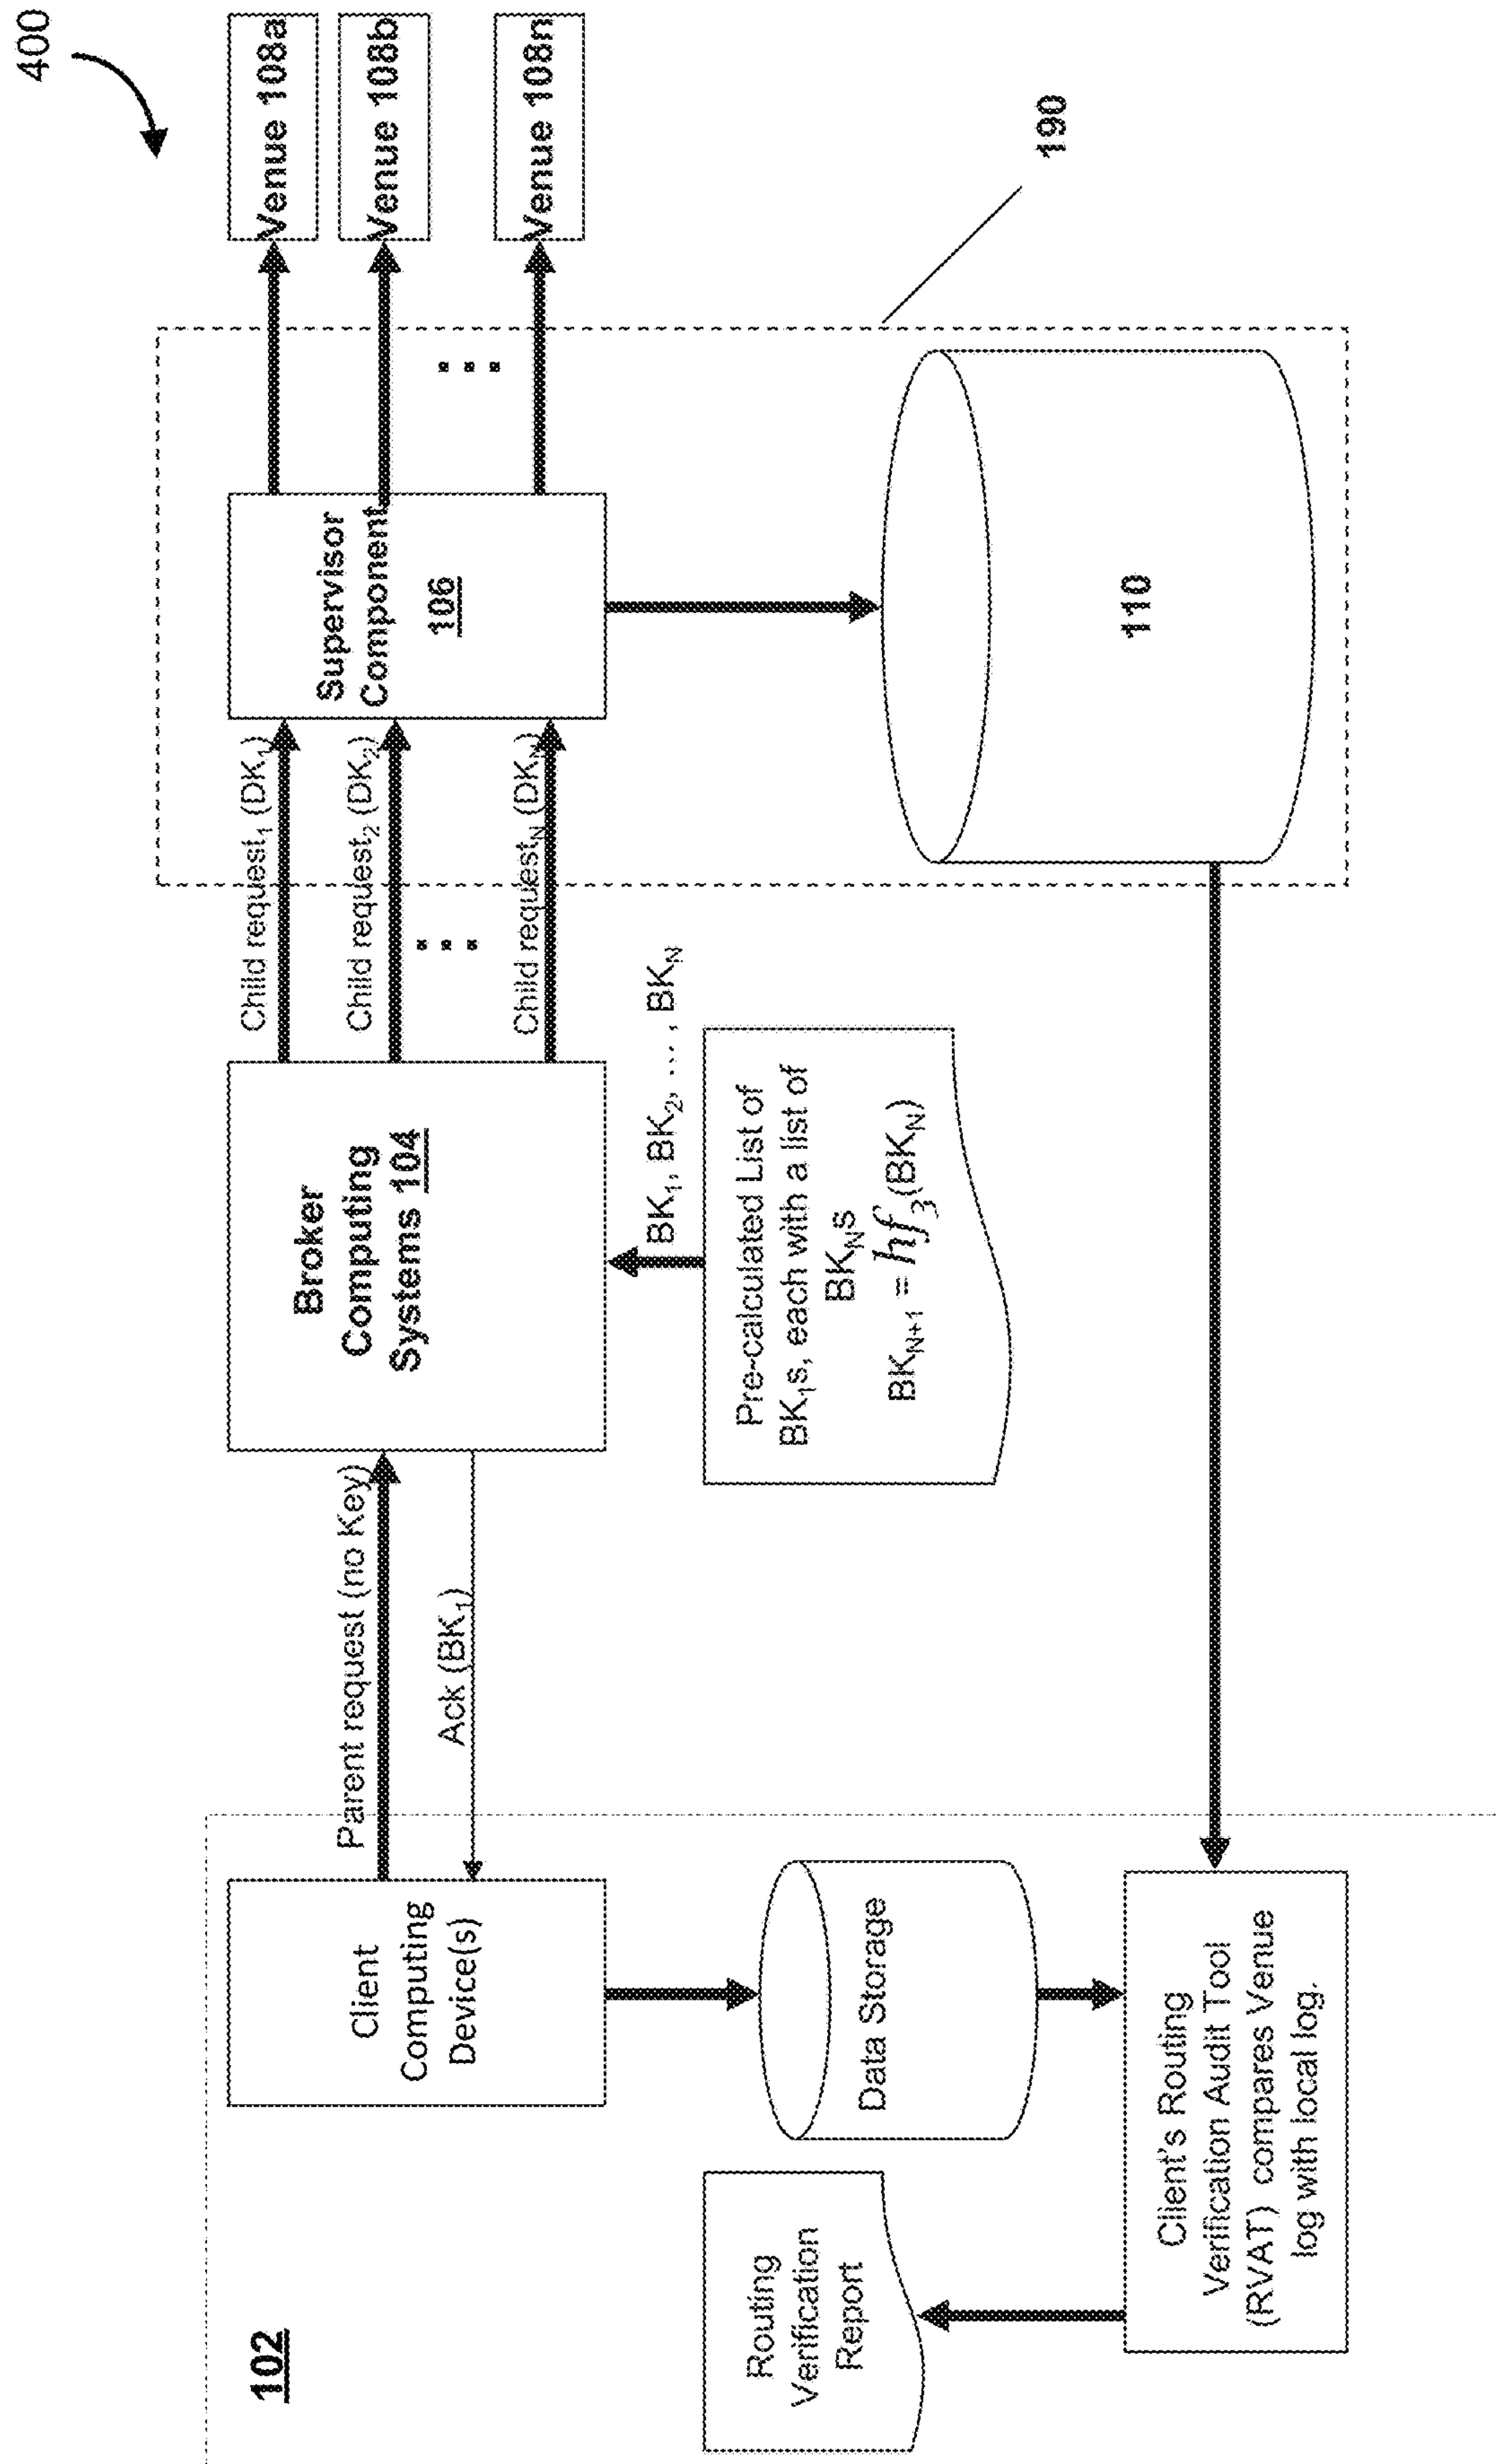 400
Venue 108a
Venue 108b
Venue 108n
190
Supervisor
Component
106
110
Child request1 (DK1)
Child request2 (DK2)
...
Child requestN (DKN)
...
Broker
Computing
Systems 104
BK1, BK2, ... , BKN
Pre-calculated List of
BK1s, each with a list of
BKNs
BKN+1 = hf3(BKN)
Parent request (no Key)
Ack (BK1)
102
Client
Computing
Device(s)
Data Storage
Client's Routing
Verification Audit Tool
(RVAT) compares Venue
log with local log.
Routing
Verification
Report